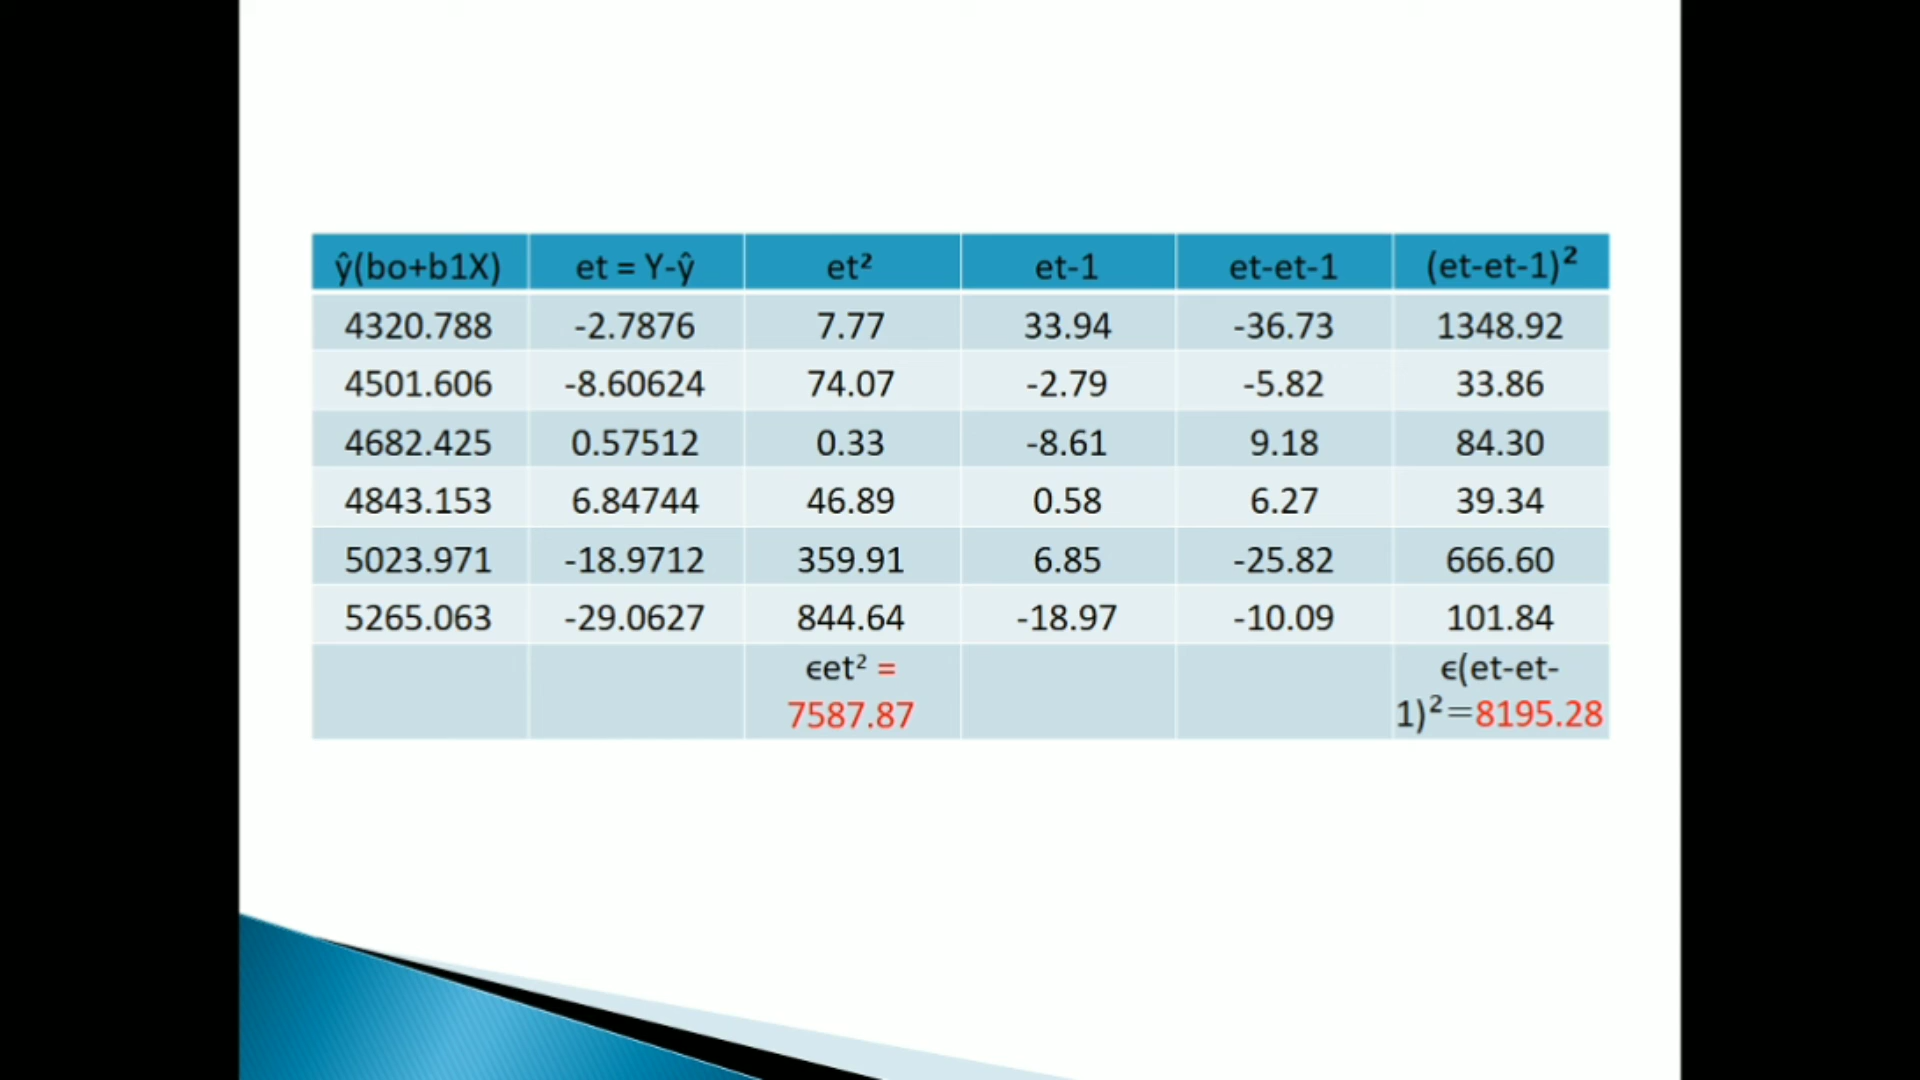 ŷ(bo+b1X) et = Y-ŷ et² et-1 et-et-1 (et-et-1)²
4320.788 -2.7876 7.77 33.94 -36.73 1348.92
4501.606 -8.60624 74.07 -2.79 -5.82 33.86
4682.425 0.57512 0.33 -8.61 9.18 84.30
4843.153 6.84744 46.89 0.58 6.27 39.34
5023.971 -18.9712 359.91 6.85 -25.82 666.60
5265.063 -29.0627 844.64 -18.97 -10.09 101.84
ϵet² = ϵ(et-et-
7587.87 1)²=8195.28